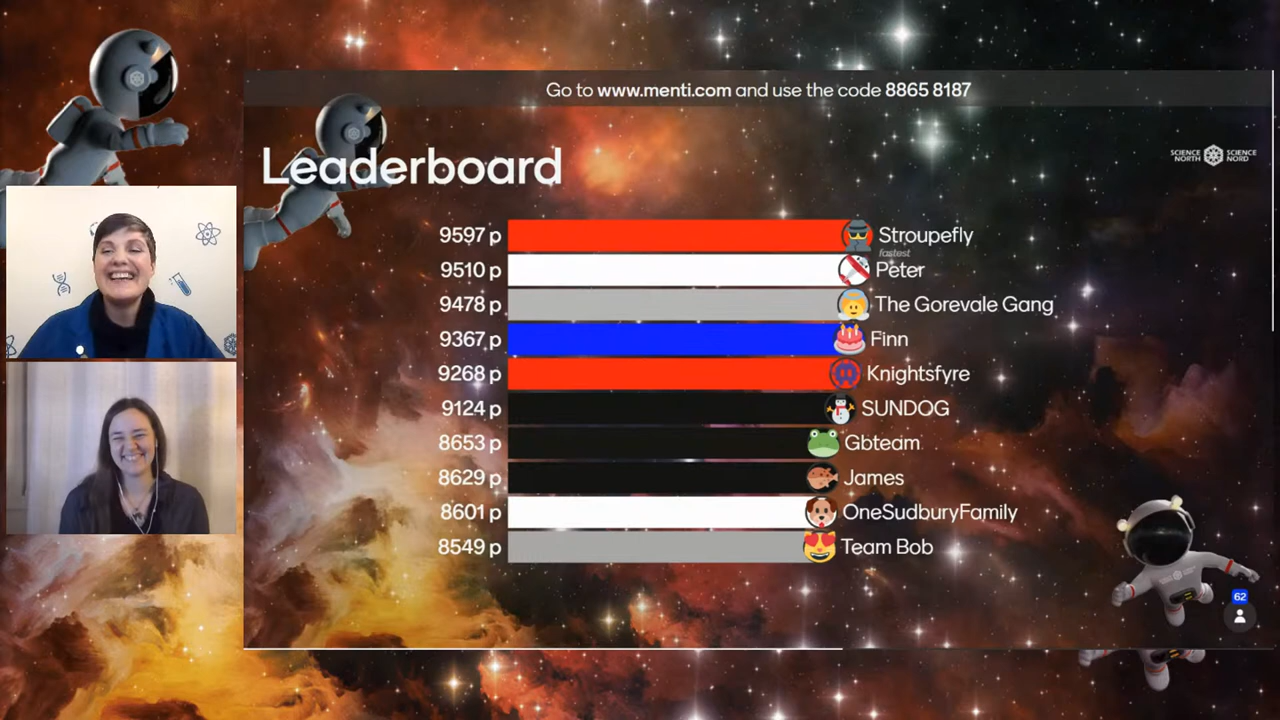 Go to www.menti.com and use the code 8865 8187
Leaderboard
SCIENCE NORTH SCIENCE NORD
9597 p Stroupefly
fastest
9510 p Peter
9478 p The Gorevale Gang
9367 p Finn
9268 p Knightsfyre
9124 p SUNDOG
8653 p Gbteam
8629 p James
8601 p OneSudburyFamily
8549 p Team Bob
62